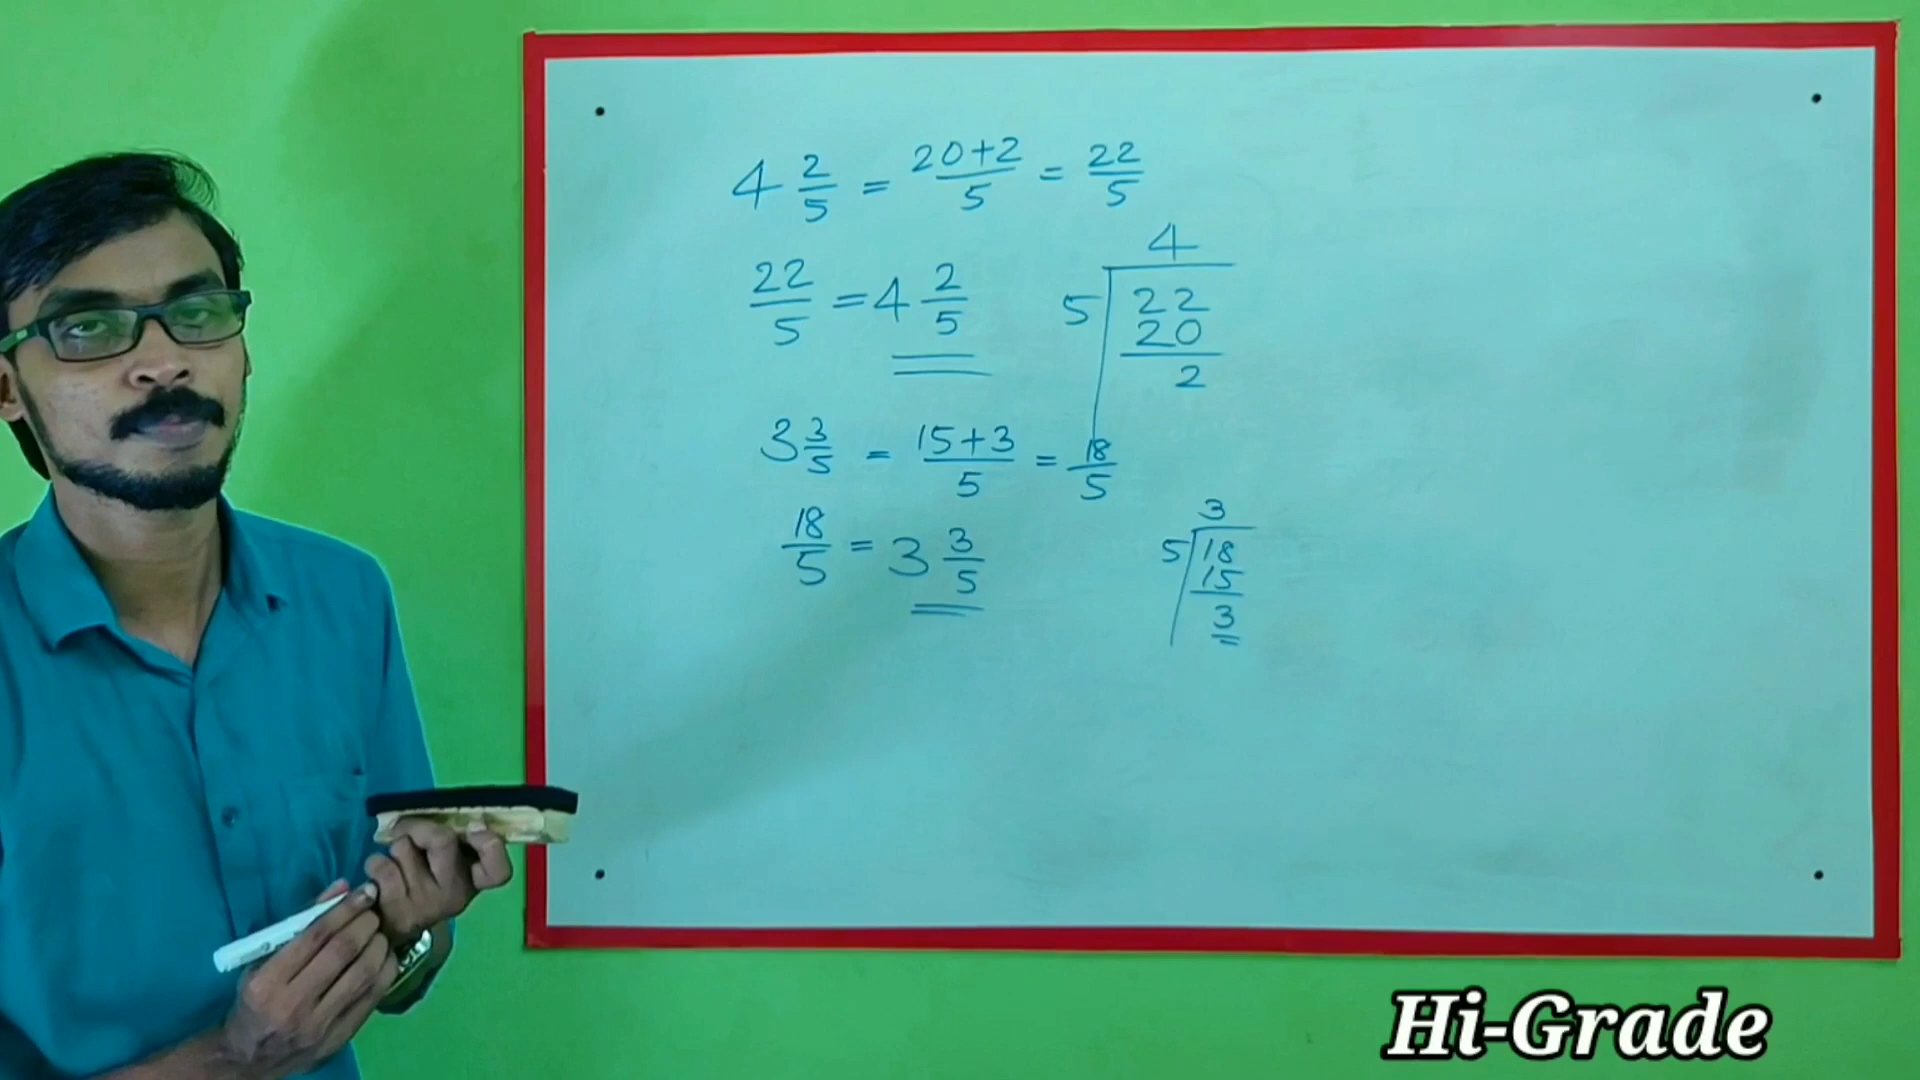 4 2/5 = 20+2/5 = 22/5
22/5 = 4 2/5
4
5 22
20
2
3 3/5 = 15+3/5 = 18/5
18/5 = 3 3/5
3
5 18
15
3
Hi-Grade